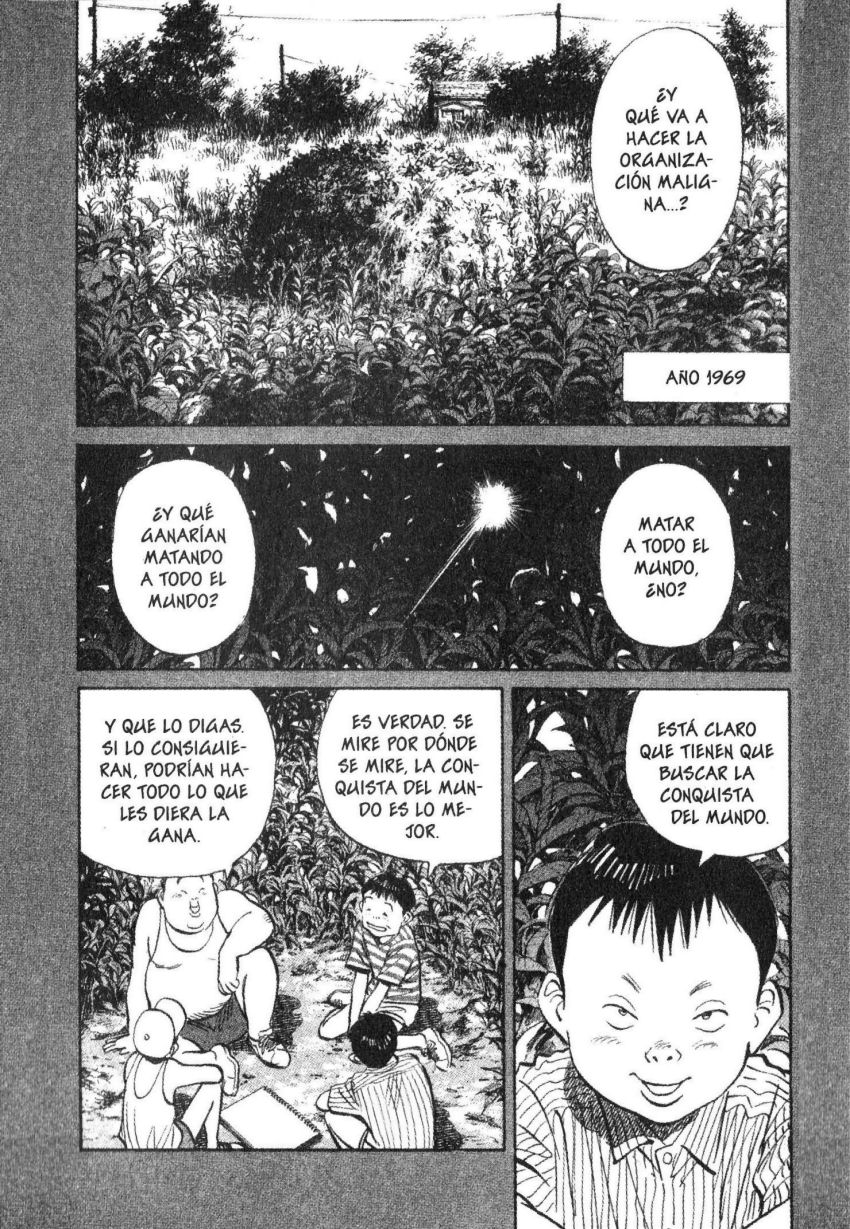 ¿Y
QUÉ VA A
HACER LA
ORGANIZA-
CIÓN MALIG-
NA...?
AÑO 1969
MATAR
A TODO EL
MUNDO,
¿NO?
¿Y QUÉ
GANARÍAN
MATANDO
A TODO EL
MUNDO?
ESTÁ CLARO
QUE TIENEN QUE
BUSCAR LA
CONQUISTA
DEL MUNDO.
ES VERDAD. SE
MIRE POR DÓNDE
SE MIRE, LA CON-
QUISTA DEL MUN-
DO ES LO ME-
JOR.
Y QUE LO DIGAS.
SI LO CONSIGUIE-
RAN, PODRÍAN HA-
CER TODO LO QUE
LES DIERA LA
GANA.